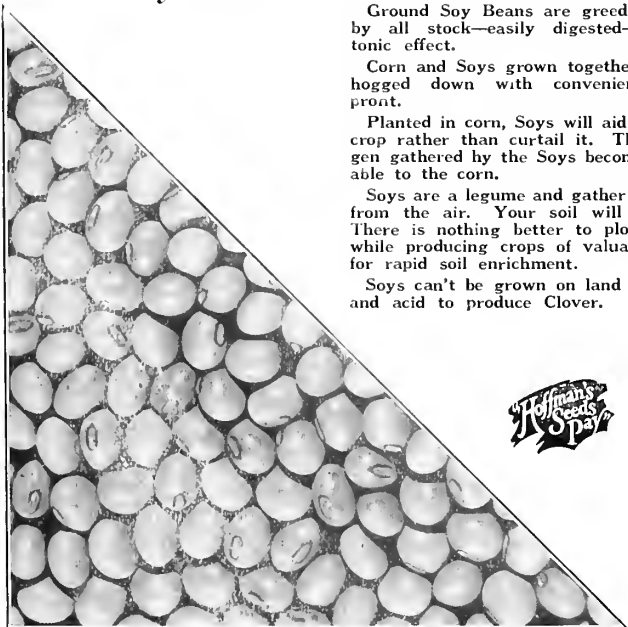 Ground Soy Beans are greed
by all stock—easily digested—
tonic effect.
Corn and Soys grown togethe
hogged down with convenien
pront.
Planted in corn, Soys will aid
crop rather than curtail it. Th
gen gathered by the Soys becom
able to the corn.
Soys are a legume and gather
from the air. Your soil will
There is nothing better to plo
while producing crops of valua
for rapid soil enrichment.
Soys can't be grown on land
and acid to produce Clover.
"Hoffman's
Seeds
Pay"